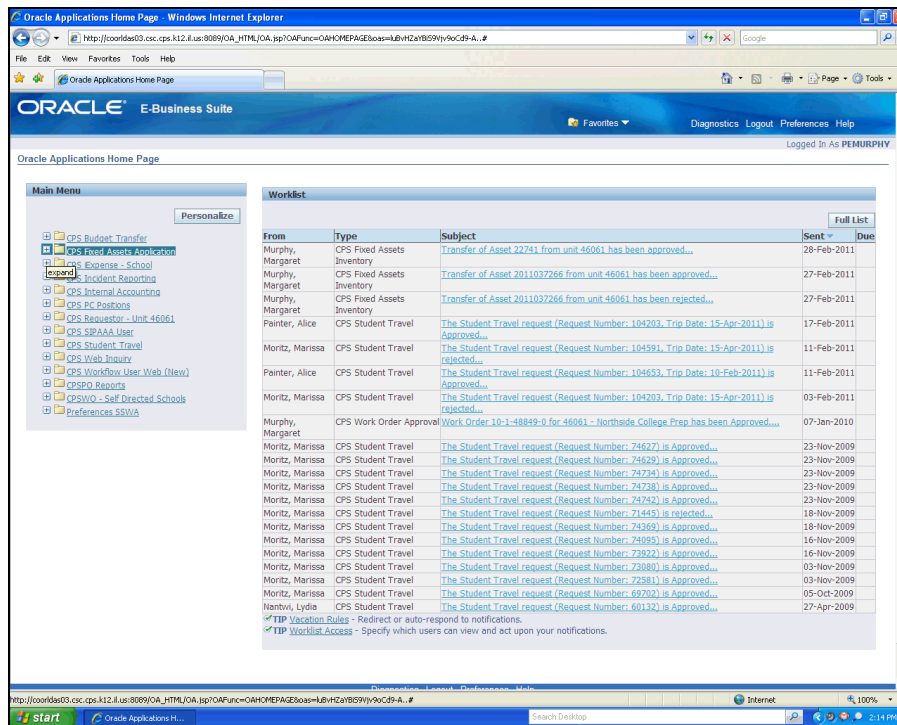 Oracle Applications Home Page - Windows Internet Explorer
http://coorldas03.csc.cps.k12.il.us:8089/OA_HTML/OA.jsp?OAFunc=OAHOMEPAGE&oas=luBvHZaYBiS9Vjv9oCd9-A..#
Google
File Edit View Favorites Tools Help
Oracle Applications Home Page
Page Tools
ORACLE® E-Business Suite
Favorites Diagnostics Logout Preferences Help
Logged In As PEMURPHY
Oracle Applications Home Page
Main Menu
Personalize
CPS Budget Transfer
CPS Fixed Assets Application
CPS iExpense - School
expand
CPS Incident Reporting
CPS Internal Accounting
CPS PC Positions
CPS Requestor - Unit 46061
CPS SIPAAA User
CPS Student Travel
CPS Web Inquiry
CPS Workflow User Web (New)
CPSPO Reports
CPSWO - Self Directed Schools
Preferences SSWA
Worklist
Full List
From Type Subject Sent Due
Murphy, Margaret CPS Fixed Assets Inventory Transfer of Asset 22741 from unit 46061 has been approved... 28-Feb-2011
Murphy, Margaret CPS Fixed Assets Inventory Transfer of Asset 2011037266 from unit 46061 has been approved... 27-Feb-2011
Murphy, Margaret CPS Fixed Assets Inventory Transfer of Asset 2011037266 from unit 46061 has been rejected... 27-Feb-2011
Painter, Alice CPS Student Travel The Student Travel request (Request Number: 104203, Trip Date: 15-Apr-2011) is Approved... 17-Feb-2011
Moritz, Marissa CPS Student Travel The Student Travel request (Request Number: 104591, Trip Date: 15-Apr-2011) is rejected... 11-Feb-2011
Painter, Alice CPS Student Travel The Student Travel request (Request Number: 104653, Trip Date: 10-Feb-2011) is Approved... 11-Feb-2011
Moritz, Marissa CPS Student Travel The Student Travel request (Request Number: 104203, Trip Date: 15-Apr-2011) is rejected... 03-Feb-2011
Murphy, Margaret CPS Work Order Approval Work Order 10-1-48849-0 for 46061 - Northside College Prep has been Approved.... 07-Jan-2010
Moritz, Marissa CPS Student Travel The Student Travel request (Request Number: 74627) is Approved... 23-Nov-2009
Moritz, Marissa CPS Student Travel The Student Travel request (Request Number: 74629) is Approved... 23-Nov-2009
Moritz, Marissa CPS Student Travel The Student Travel request (Request Number: 74734) is Approved... 23-Nov-2009
Moritz, Marissa CPS Student Travel The Student Travel request (Request Number: 74738) is Approved... 23-Nov-2009
Moritz, Marissa CPS Student Travel The Student Travel request (Request Number: 74742) is Approved... 23-Nov-2009
Moritz, Marissa CPS Student Travel The Student Travel request (Request Number: 71445) is rejected... 18-Nov-2009
Moritz, Marissa CPS Student Travel The Student Travel request (Request Number: 74369) is Approved... 18-Nov-2009
Moritz, Marissa CPS Student Travel The Student Travel request (Request Number: 74095) is Approved... 16-Nov-2009
Moritz, Marissa CPS Student Travel The Student Travel request (Request Number: 73922) is Approved... 16-Nov-2009
Moritz, Marissa CPS Student Travel The Student Travel request (Request Number: 73080) is Approved... 03-Nov-2009
Moritz, Marissa CPS Student Travel The Student Travel request (Request Number: 72581) is Approved... 03-Nov-2009
Moritz, Marissa CPS Student Travel The Student Travel request (Request Number: 69702) is Approved... 05-Oct-2009
Nantwi, Lydia CPS Student Travel The Student Travel request (Request Number: 60132) is Approved... 27-Apr-2009
TIP Vacation Rules - Redirect or auto-respond to notifications.
TIP Worklist Access - Specify which users can view and act upon your notifications.
Diagnostics Logout Preferences Help
http://coorldas03.csc.cps.k12.il.us:8089/OA_HTML/OA.jsp?OAFunc=OAHOMEPAGE&oas=luBvHZaYBiS9Vjv9oCd9-A..# Internet 100%
start Oracle Applications H... Search Desktop 2:14 PM